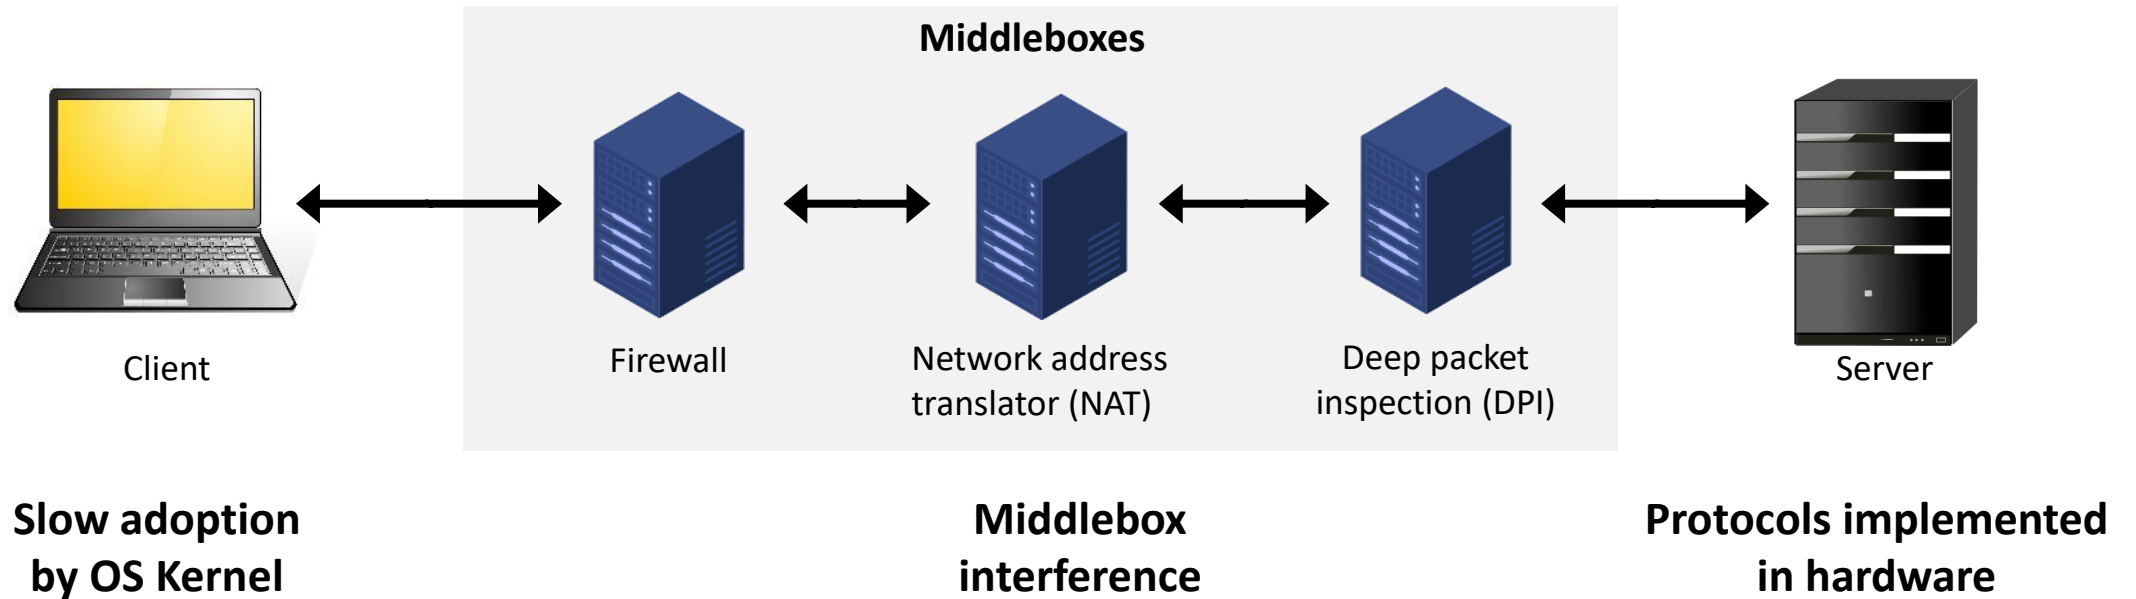 Middleboxes
Client
Firewall
Network address
translator (NAT)
Deep packet
inspection (DPI)
Server
Slow adoption
by OS Kernel
Middlebox
interference
Protocols implemented
in hardware